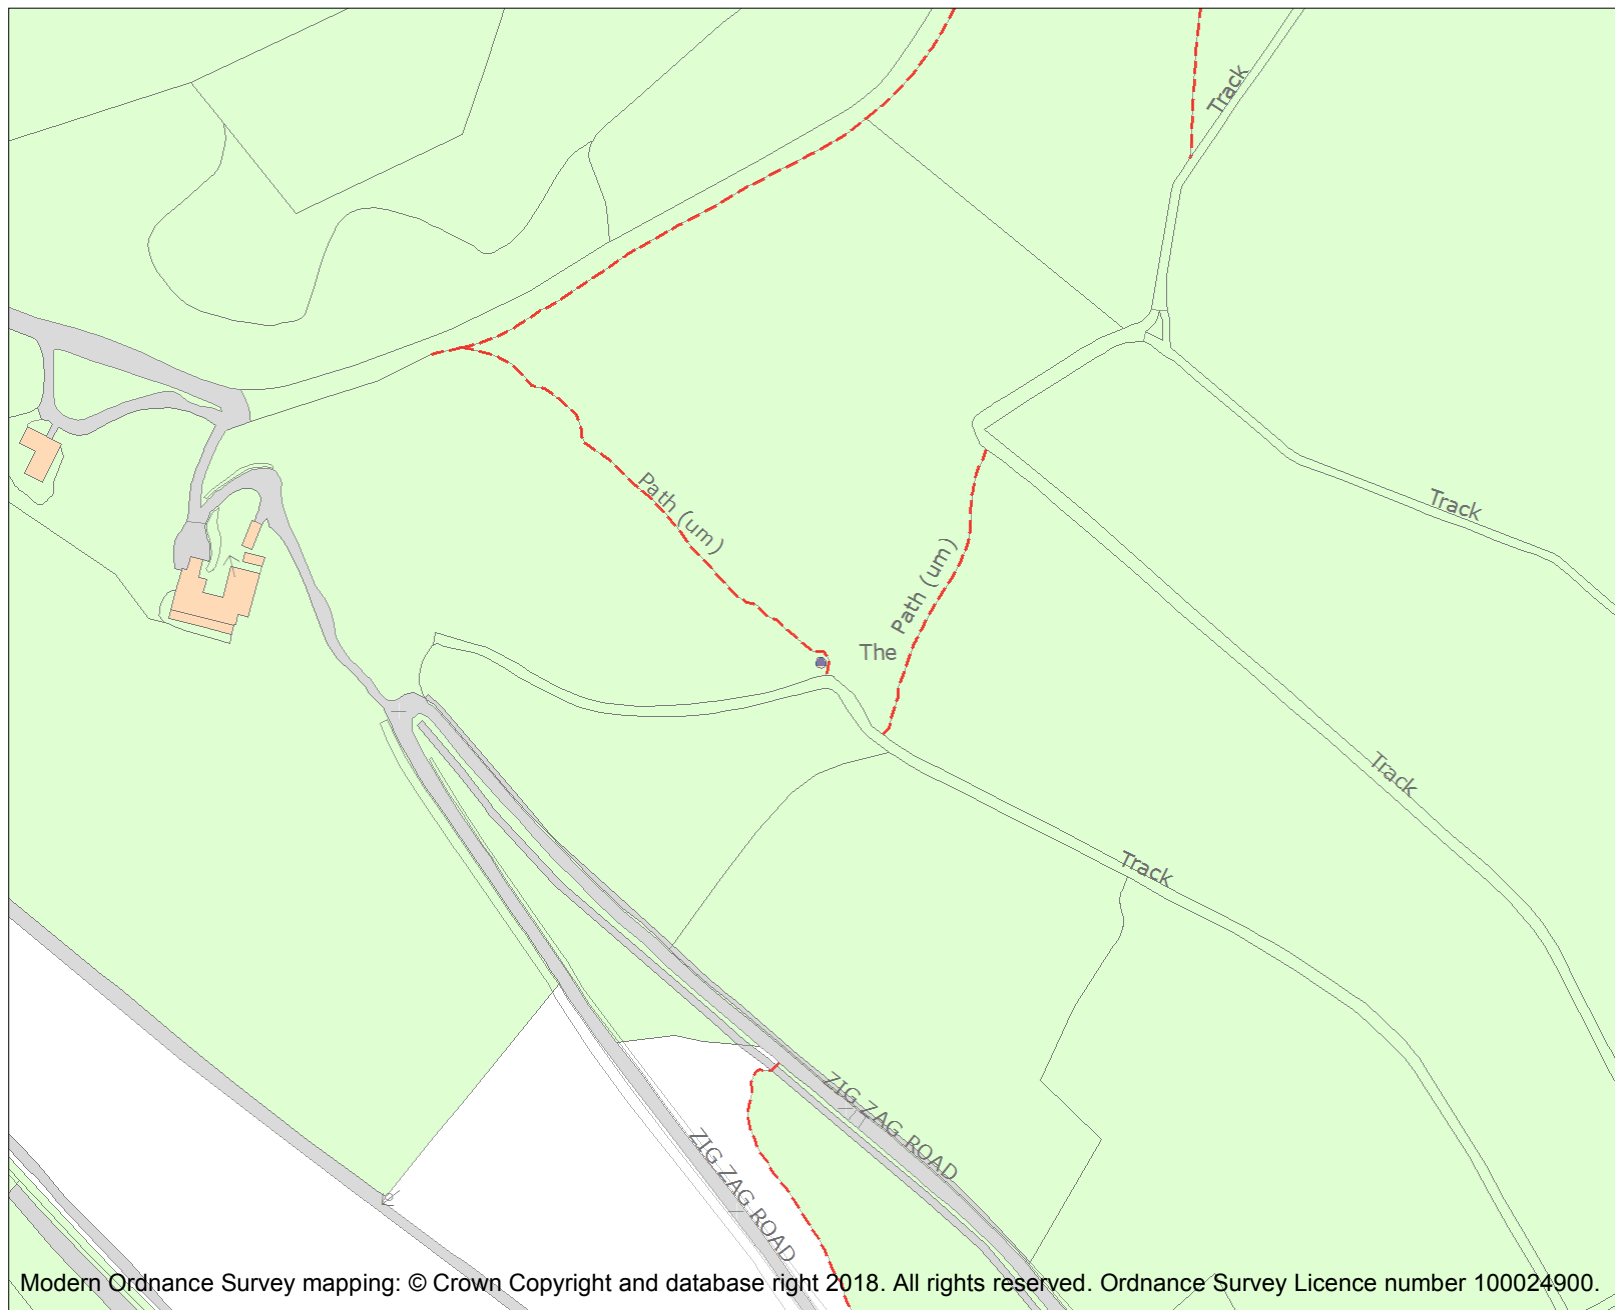 Track
Path (um)
Track
Path (um)
The
Track
Track
ZIG ZAG ROAD
ZIG ZAG ROAD
Modern Ordnance Survey mapping: © Crown Copyright and database right 2018. All rights reserved. Ordnance Survey Licence number 100024900.